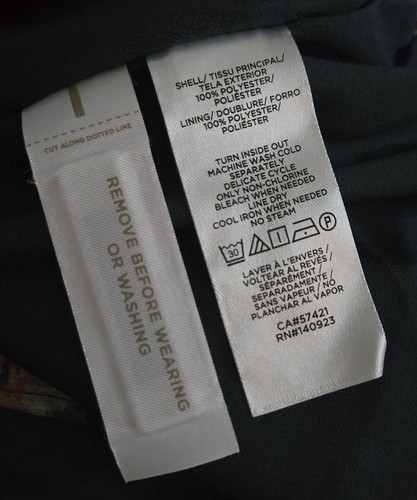 CUT ALONG DOTTED LINE
REMOVE BEFORE WEARING
OR WASHING
SHELL/ TISSU PRINCIPAL/
TELA EXTERIOR
100% POLYESTER/
POLIÉSTER
LINING/ DOUBLURE/ FORRO
100% POLYESTER/
POLIÉSTER
TURN INSIDE OUT
MACHINE WASH COLD
SEPARATELY
DELICATE CYCLE
ONLY NON-CHLORINE
BLEACH WHEN NEEDED
LINE DRY
COOL IRON WHEN NEEDED
NO STEAM
30 P
LAVER À L'ENVERS/
VOLTEAR AL REVÉS/
SÉPARÉMENT/
SEPARADAMENTE/
SANS VAPEUR/ NO
PLANCHAR AL VAPOR
CA#57421
RN#140923